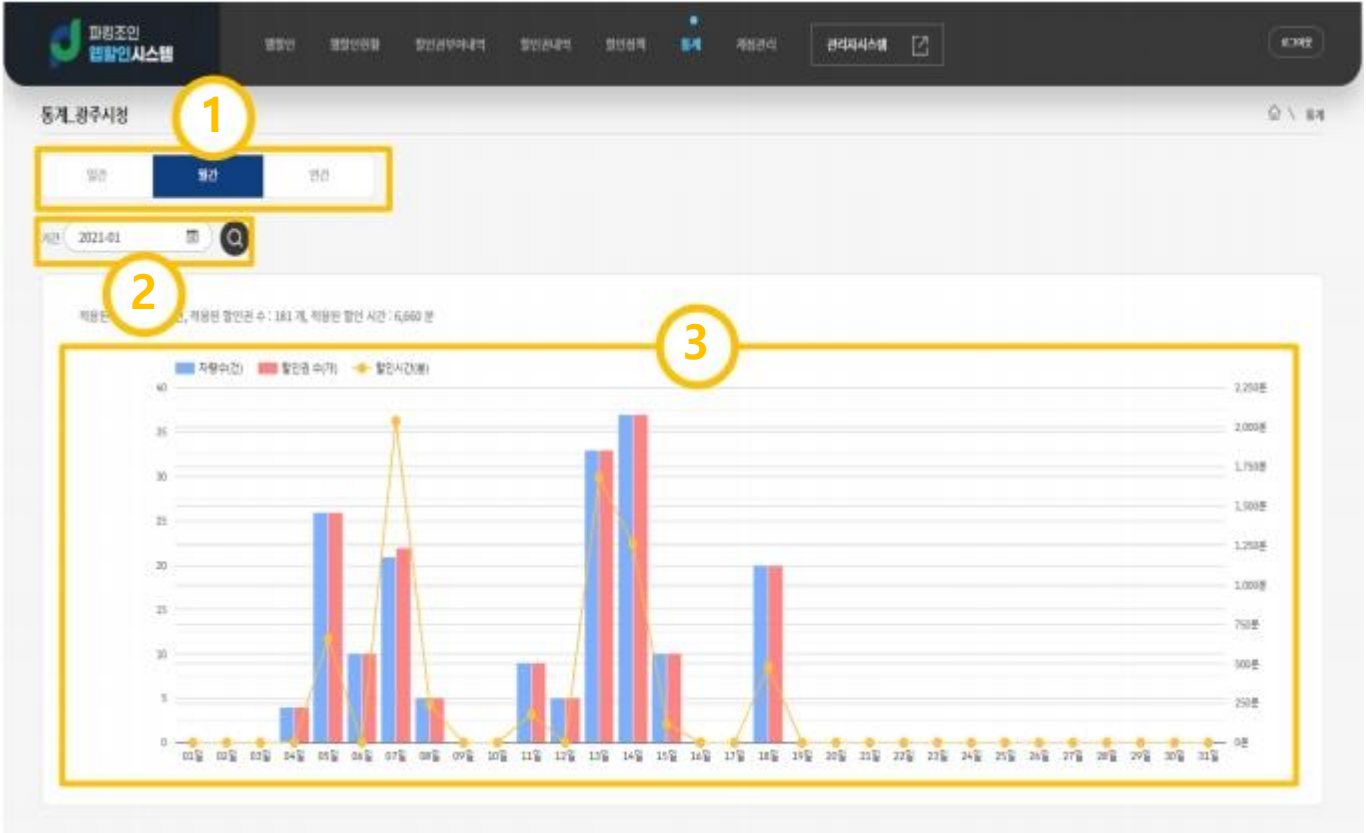 파킹조인
웹할인시스템
웹할인 웹할인현황 할인권부여내역 할인권내역 할인정책 통계 계정관리 관리자시스템 로그아웃
통계_광주시청
1
\ 통계
일간 월간 연간
시간 2021-01
2
적용된 건, 적용된 할인권 수 : 181 개, 적용된 할인 시간 : 6,660 분
3
차량수(건) 할인권 수(개) 할인시간(분)
40 2,250분
35 2,000분
30 1,750분
25 1,500분
20 1,250분
15 1,000분
10 750분
5 500분
0 250분
0분
01일 02일 03일 04일 05일 06일 07일 08일 09일 10일 11일 12일 13일 14일 15일 16일 17일 18일 19일 20일 21일 22일 23일 24일 25일 26일 27일 28일 29일 30일 31일